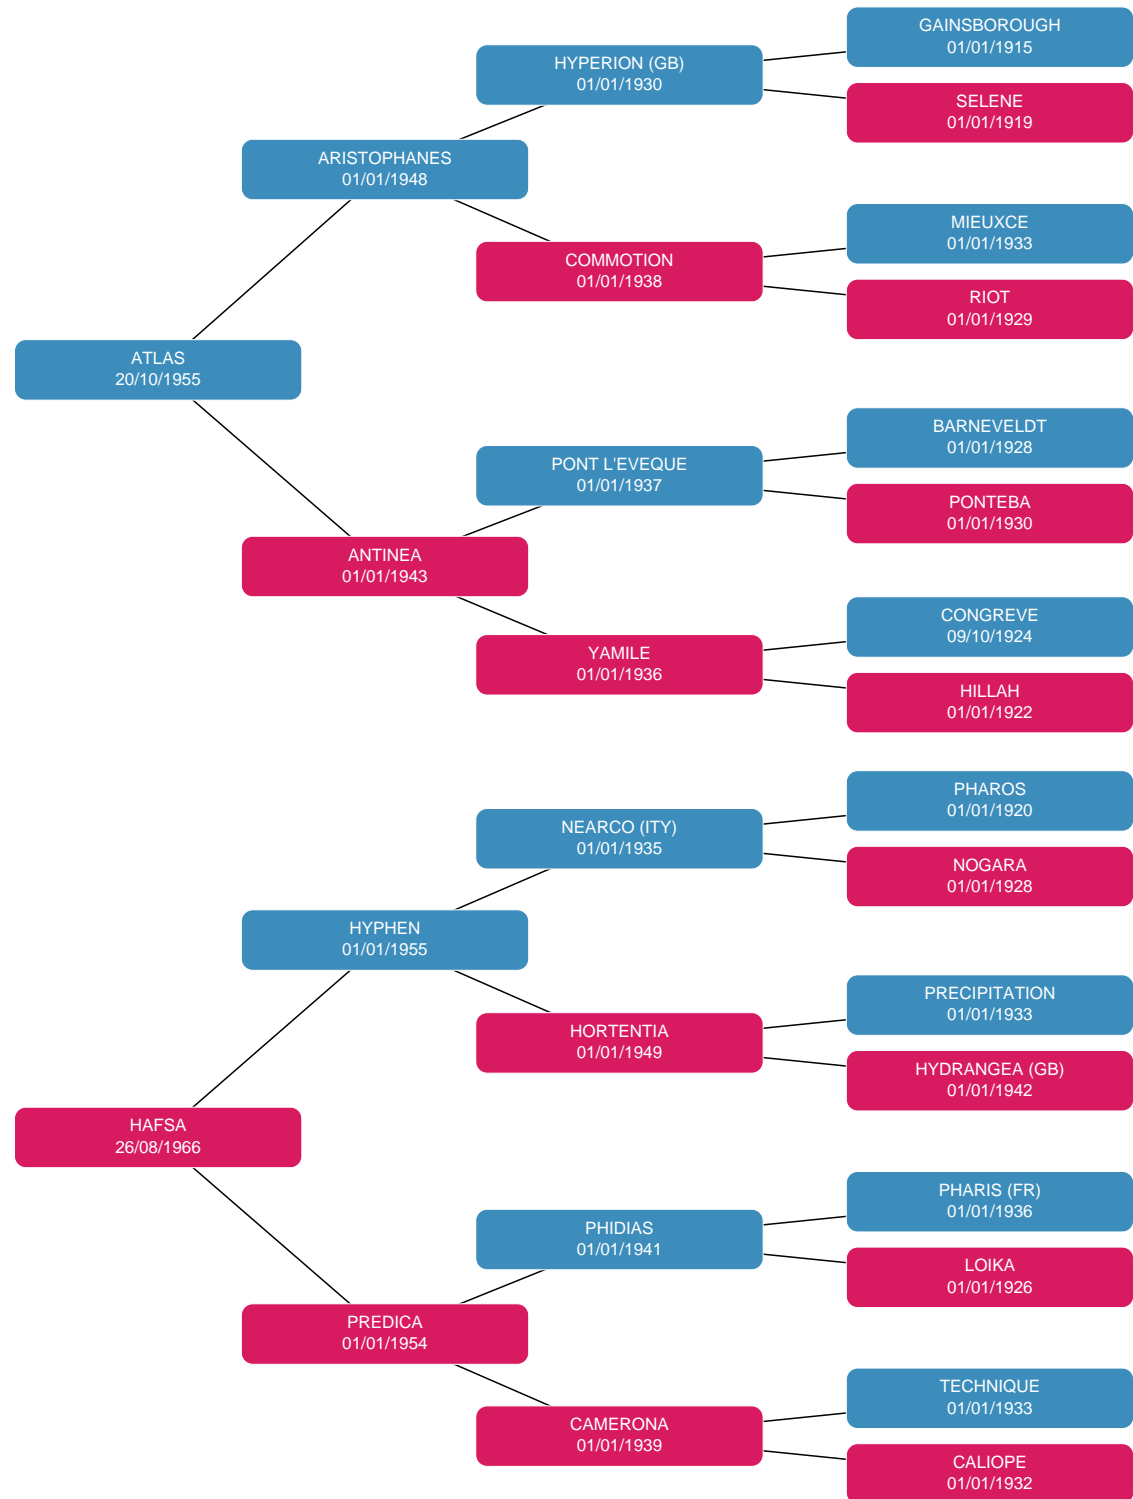 GAINSBOROUGH
01/01/1915
HYPERION (GB)
01/01/1930
SELENE
01/01/1919
ARISTOPHANES
01/01/1948
MIEUXCE
01/01/1933
COMMOTION
01/01/1938
RIOT
01/01/1929
ATLAS
20/10/1955
BARNEVELDT
01/01/1928
PONT L'EVEQUE
01/01/1937
PONTEBA
01/01/1930
ANTINEA
01/01/1943
CONGREVE
09/10/1924
YAMILE
01/01/1936
HILLAH
01/01/1922
PHAROS
01/01/1920
NEARCO (ITY)
01/01/1935
NOGARA
01/01/1928
HYPHEN
01/01/1955
PRECIPITATION
01/01/1933
HORTENTIA
01/01/1949
HYDRANGEA (GB)
01/01/1942
HAFSA
26/08/1966
PHARIS (FR)
01/01/1936
PHIDIAS
01/01/1941
LOIKA
01/01/1926
PREDICA
01/01/1954
TECHNIQUE
01/01/1933
CAMERONA
01/01/1939
CALIOPE
01/01/1932